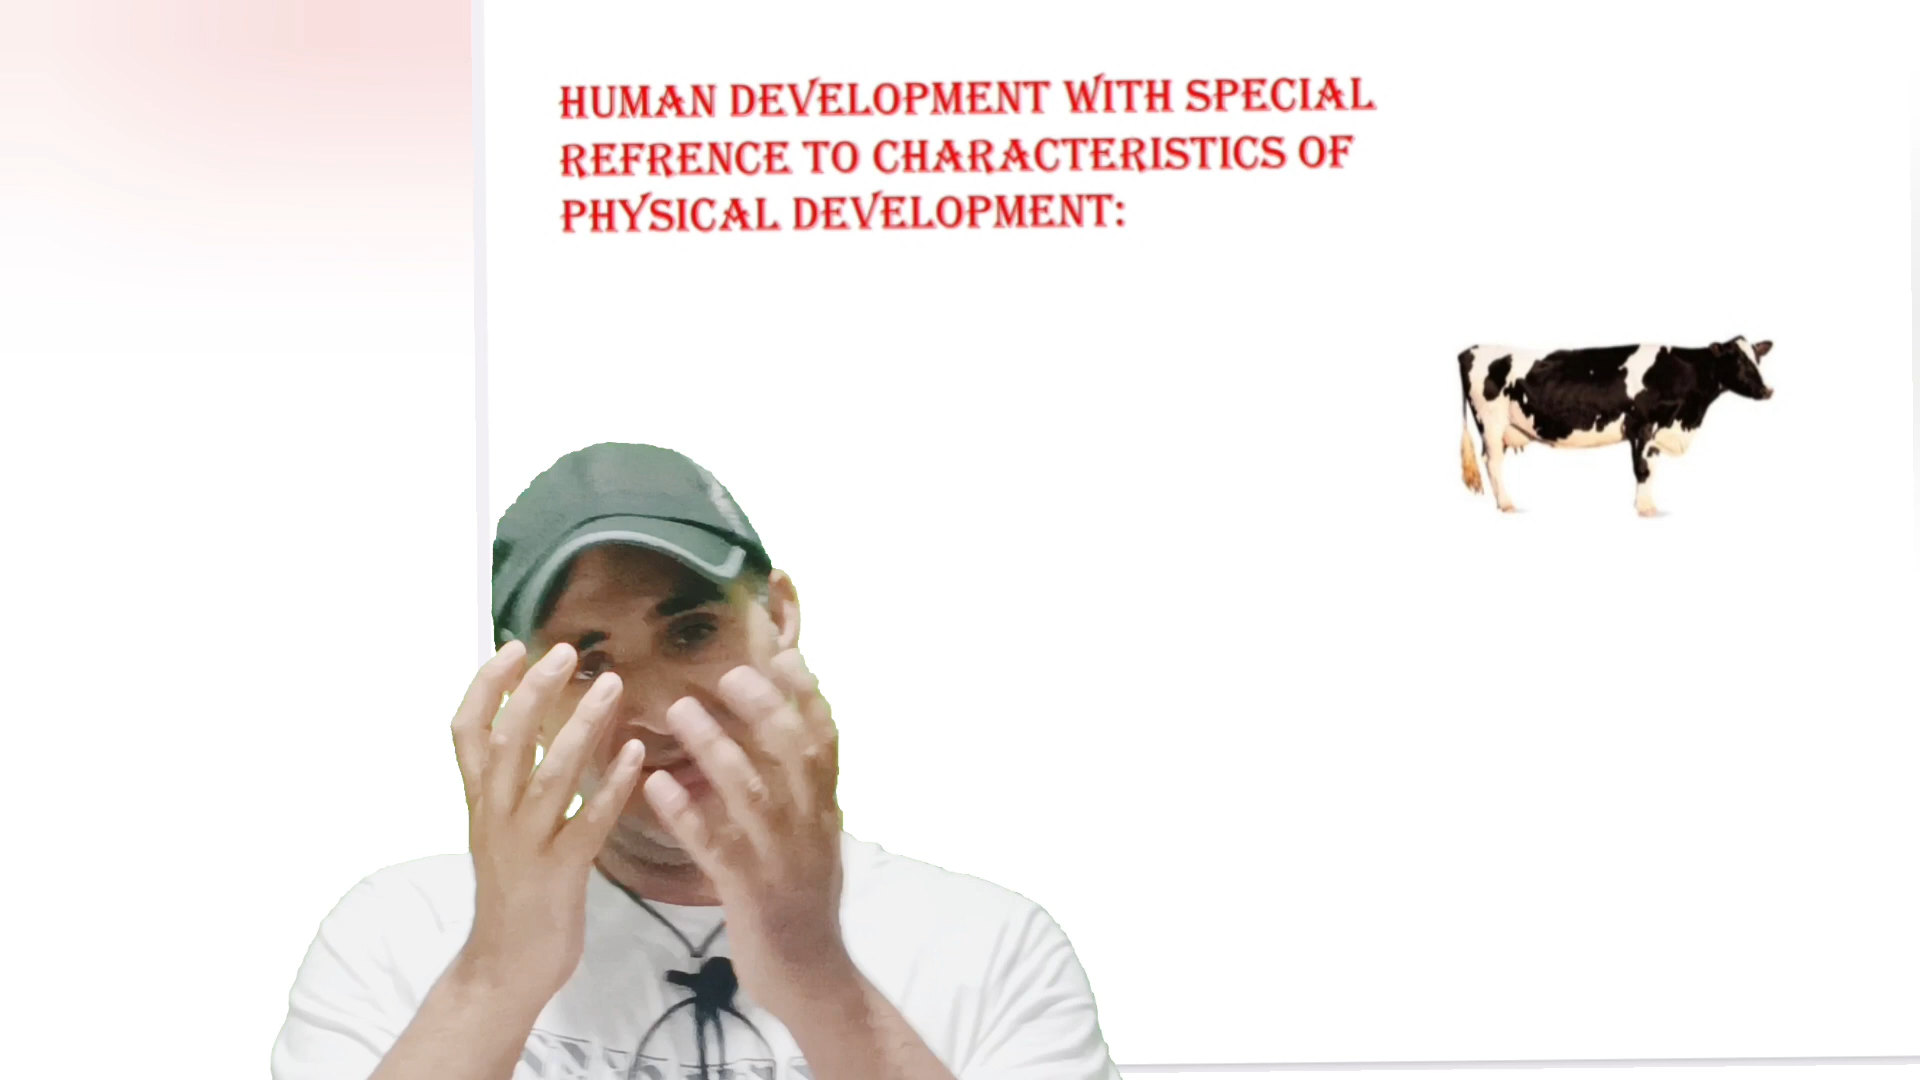 HUMAN DEVELOPMENT WITH SPECIAL
REFRENCE TO CHARACTERISTICS OF
PHYSICAL DEVELOPMENT: